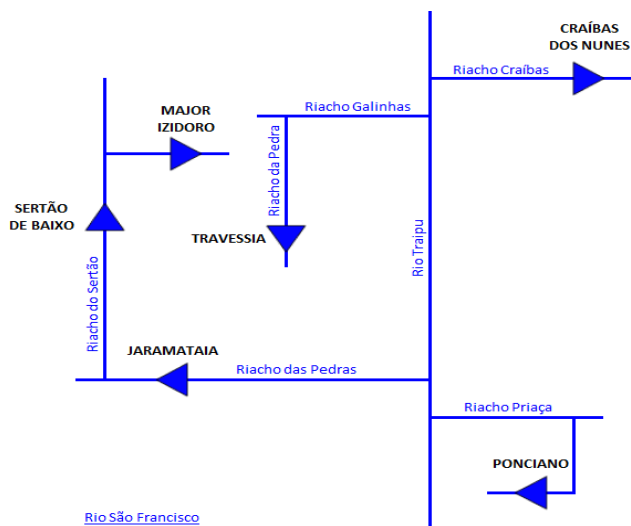 CRAÍBAS
DOS NUNES
Riacho Craíbas
MAJOR
IZIDORO
Riacho Galinhas
Riacho da Pedra
SERTÃO
DE BAIXO
TRAVESSIA
Rio Traipu
Riacho do Sertão
JARAMATAIA
Riacho das Pedras
Riacho Priaça
PONCIANO
Rio São Francisco